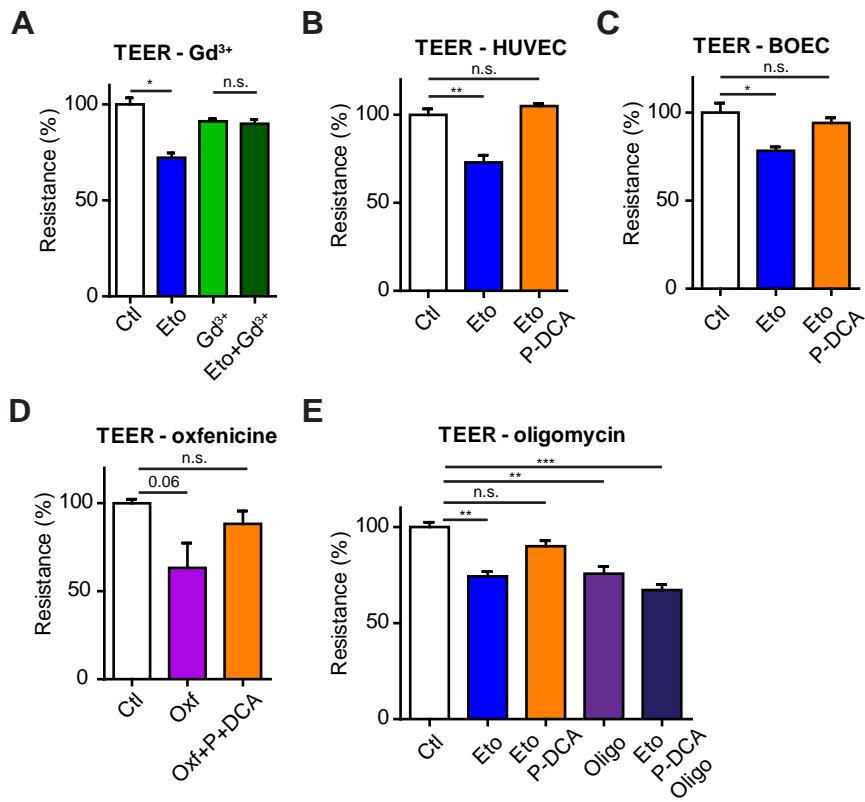 A
TEER - Gd³⁺
Resistance (%)
100
50
0
*
n.s.
Ctl
Eto
Gd³⁺
Eto+Gd³⁺
B
TEER - HUVEC
Resistance (%)
100
50
0
n.s.
**
Ctl
Eto
Eto
P-DCA
C
TEER - BOEC
Resistance (%)
100
50
0
n.s.
*
Ctl
Eto
Eto
P-DCA
D
TEER - oxfenicine
Resistance (%)
100
50
0
n.s.
0.06
Ctl
Oxf
Oxf+P+DCA
E
TEER - oligomycin
Resistance (%)
100
50
0
***
**
n.s.
**
Ctl
Eto
Eto
P-DCA
Oligo
Eto
P-DCA
Oligo